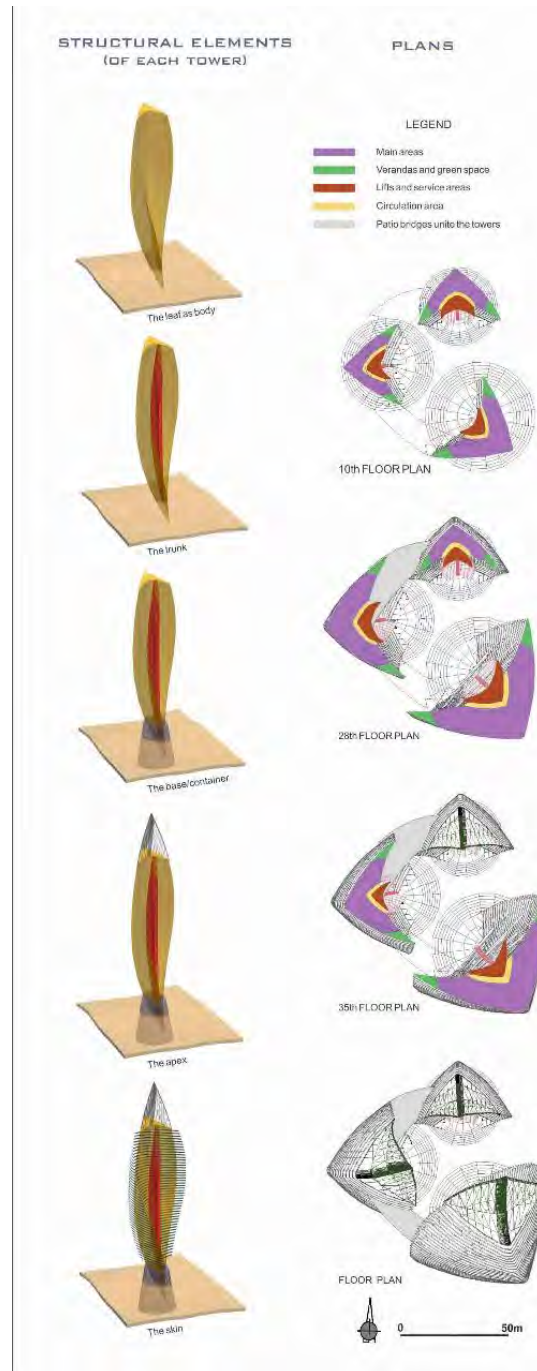 STRUCTURAL ELEMENTS
(OF EACH TOWER)
The leaf as body
The trunk
The base/container
The apex
The skin
PLANS
LEGEND
Main areas
Verandas and green space
Lifts and service areas
Circulation area
Patio bridges unite the towers
10th FLOOR PLAN
28th FLOOR PLAN
35th FLOOR PLAN
FLOOR PLAN
0 50m